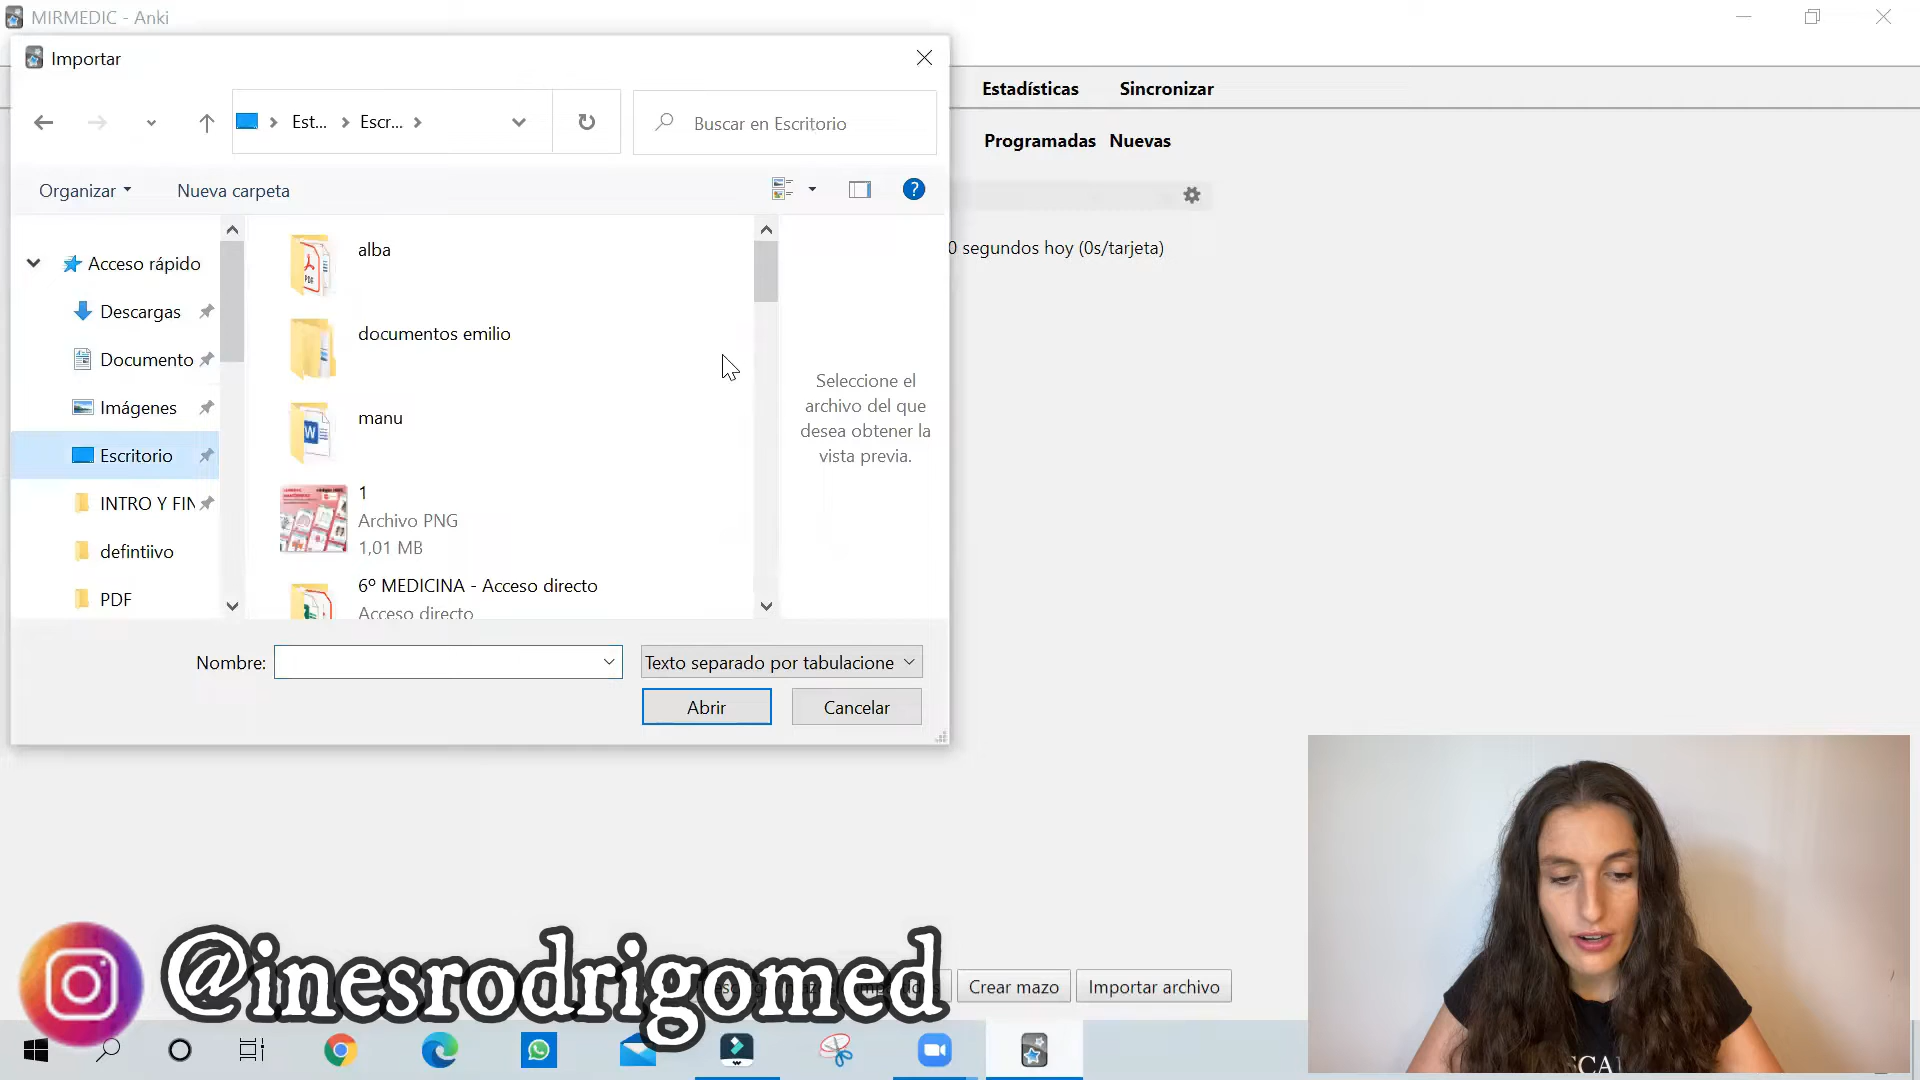 MIRMEDIC - Anki
Importar
Est... Escr...
Buscar en Escritorio
Estadísticas Sincronizar
Programadas Nuevas
Organizar
Nueva carpeta
0 segundos hoy (0s/tarjeta)
Acceso rápido
Descargas
Documento
Imágenes
Escritorio
INTRO Y FIN
defintiivo
PDF
alba
documentos emilio
manu
1
Archivo PNG
1,01 MB
6º MEDICINA - Acceso directo
Acceso directo
Seleccione el
archivo del que
desea obtener la
vista previa.
Nombre:
Texto separado por tabulacione
Abrir
Cancelar
@inesrodrigomed
Crear mazo
Importar archivo